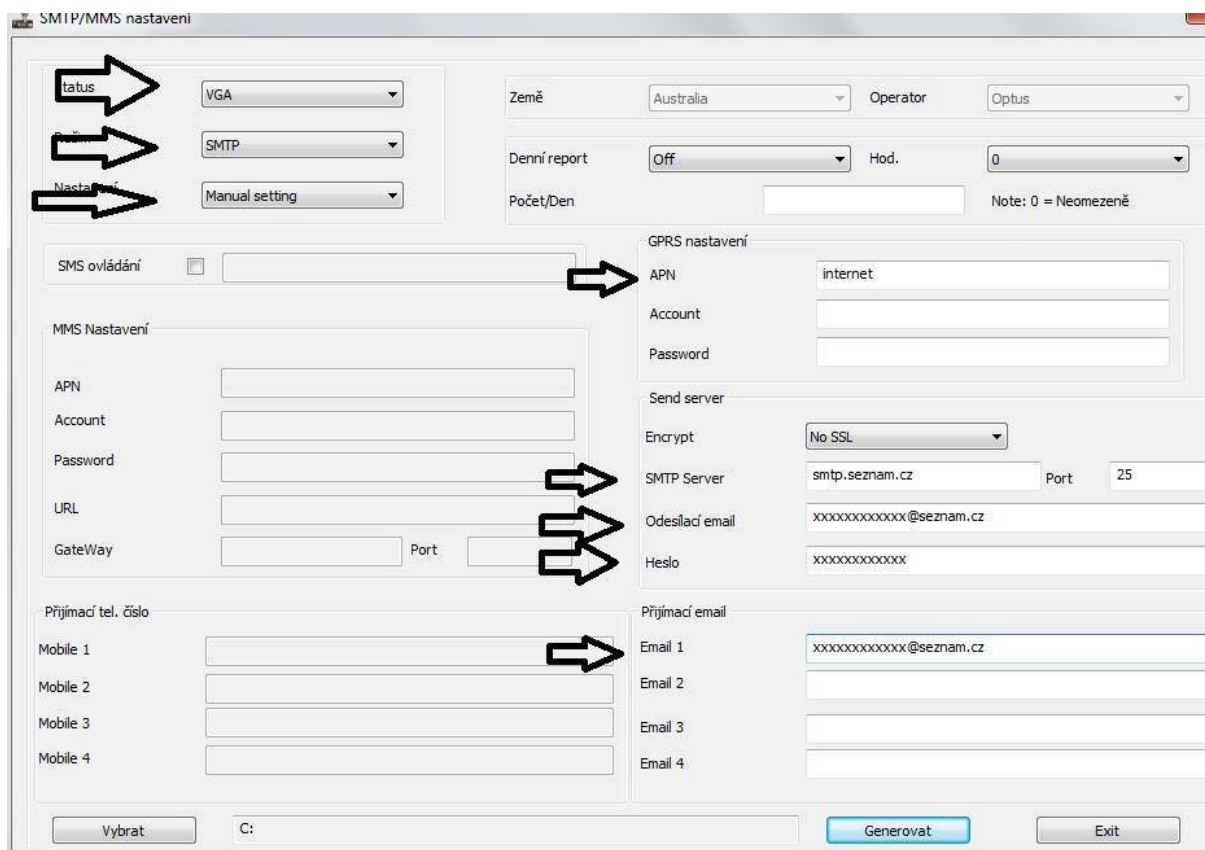 SMTP/MMS nastavení
VGA
Země
Australia
Operator
Optus
SMTP
Denní report
Off
Hod.
0
Manual setting
Počet/Den
Note: 0 = Neomezeně
SMS ovládání
GPRS nastavení
APN
internet
Account
Password
MMS Nastavení
APN
Account
Password
URL
GateWay
Port
Send server
Encrypt
No SSL
SMTP Server
smtp.seznam.cz
Port
25
Odesílací email
xxxxxxxxxxxx@seznam.cz
Heslo
xxxxxxxxxxxx
Přijímací tel. číslo
Mobile 1
Mobile 2
Mobile 3
Mobile 4
Přijímací email
Email 1
xxxxxxxxxxxx@seznam.cz
Email 2
Email 3
Email 4
Vybrat
C:
Generovat
Exit